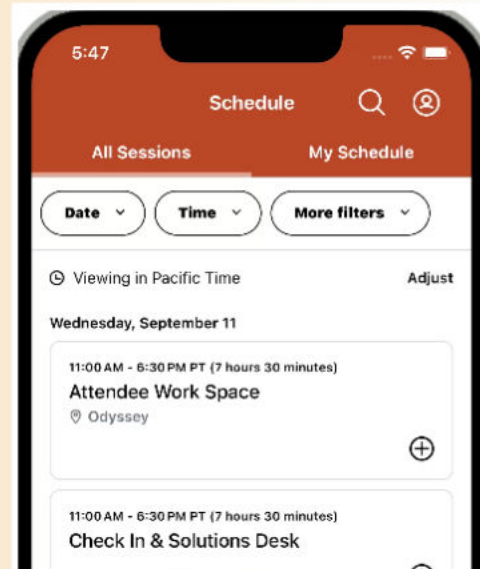 5:47
Schedule
All Sessions
My Schedule
Date
Time
More filters
Viewing in Pacific Time
Adjust
Wednesday, September 11
11:00 AM - 6:30 PM PT (7 hours 30 minutes)
Attendee Work Space
Odyssey
11:00 AM - 6:30 PM PT (7 hours 30 minutes)
Check In & Solutions Desk